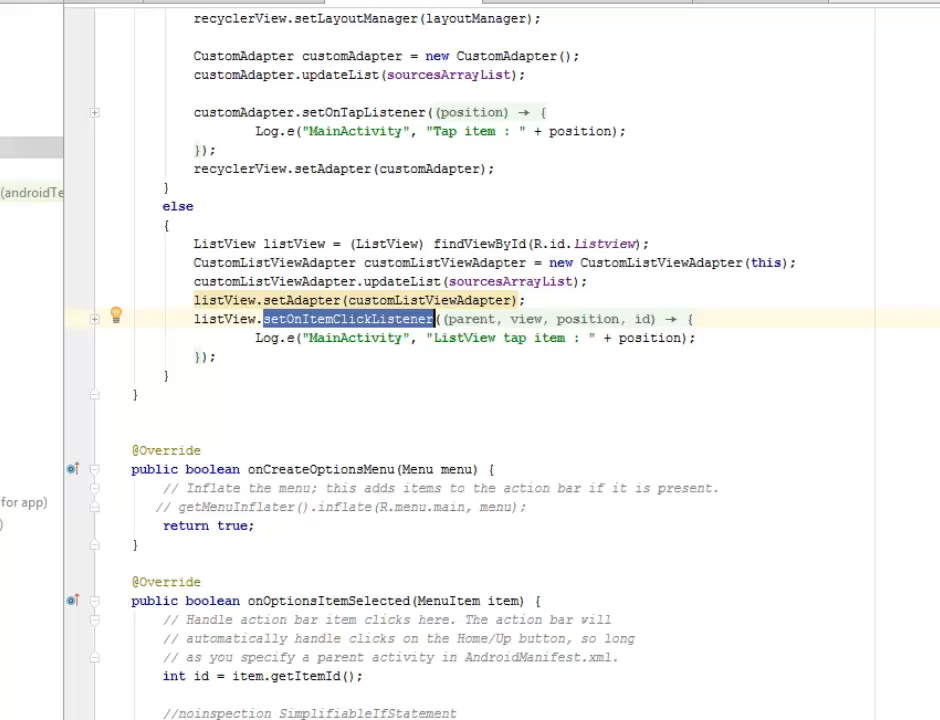 recyclerView.setLayoutManager(layoutManager);
CustomAdapter customAdapter = new CustomAdapter();
customAdapter.updateList(sourcesArrayList);
customAdapter.setOnTapListener((position) → {
Log.e("MainActivity", "Tap item : " + position);
});
recyclerView.setAdapter(customAdapter);
(androidTe
}
else
{
ListView listView = (ListView) findViewById(R.id.Listview);
CustomListViewAdapter customListViewAdapter = new CustomListViewAdapter(this);
customListViewAdapter.updateList(sourcesArrayList);
listView.setAdapter(customListViewAdapter);
listView.setOnItemClickListener((parent, view, position, id) → {
Log.e("MainActivity", "ListView tap item : " + position);
});
}
}
@Override
public boolean onCreateOptionsMenu(Menu menu) {
// Inflate the menu; this adds items to the action bar if it is present.
for app)
// getMenuInflater().inflate(R.menu.main, menu);
)
return true;
}
@Override
public boolean onOptionsItemSelected(MenuItem item) {
// Handle action bar item clicks here. The action bar will
// automatically handle clicks on the Home/Up button, so long
// as you specify a parent activity in AndroidManifest.xml.
int id = item.getItemId();
//noinspection SimplifiableIfStatement